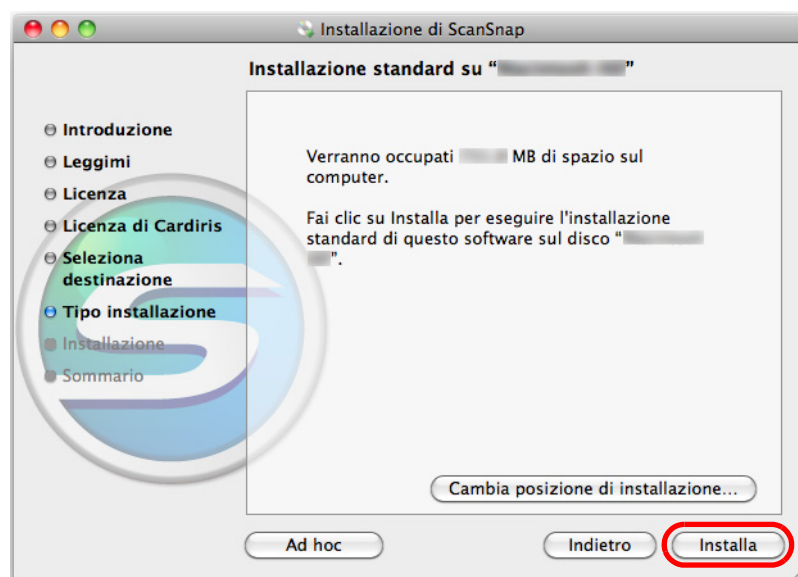 Installazione di ScanSnap
Installazione standard su “ ”
Introduzione
Leggimi
Licenza
Licenza di Cardiris
Seleziona
destinazione
Tipo installazione
Installazione
Sommario
Verranno occupati MB di spazio sul
computer.
Fai clic su Installa per eseguire l'installazione
standard di questo software sul disco “
”.
Cambia posizione di installazione...
Ad hoc
Indietro
Installa